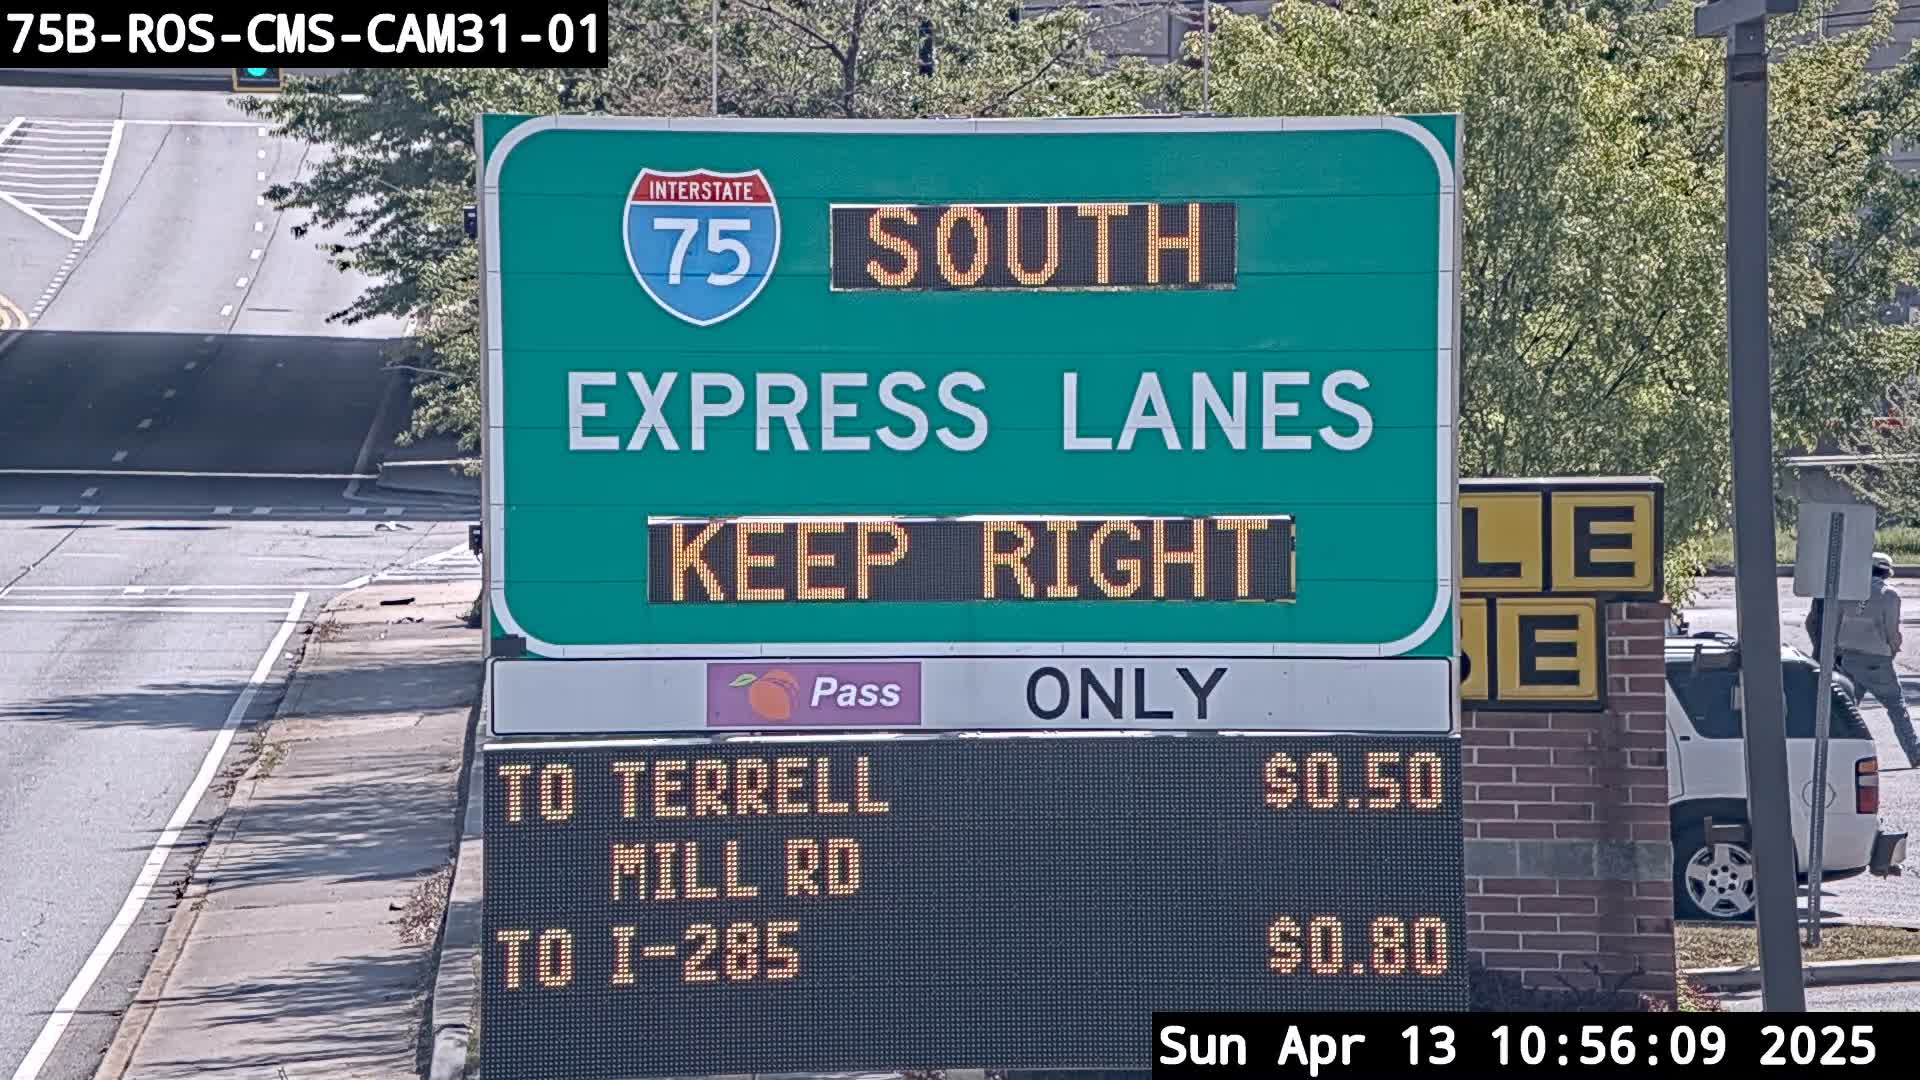 75B-ROS-CMS-CAM31-01
INTERSTATE
75
SOUTH
EXPRESS LANES
KEEP RIGHT
Pass
ONLY
TO TERRELL $0.50
MILL RD
TO I-285 $0.80
LE
E
Sun Apr 13 10:56:09 2025